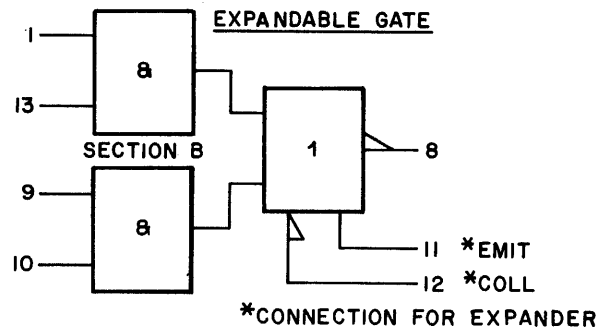 EXPANDABLE GATE
1
&
13
SECTION B
1
8
9
&
10
11 *EMIT
12 *COLL
*CONNECTION FOR EXPANDER